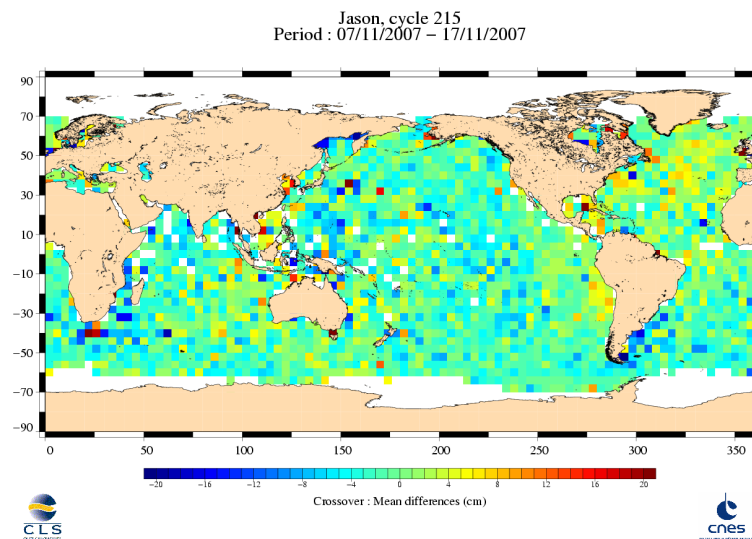 Jason, cycle 215
Period : 07/11/2007 − 17/11/2007
90
70
50
30
10
−10
−30
−50
−70
−90
0 50 100 150 200 250 300 350
−20 −16 −12 −8 −4 0 4 8 12 16 20
Crossover : Mean differences (cm)
CLS
cnes